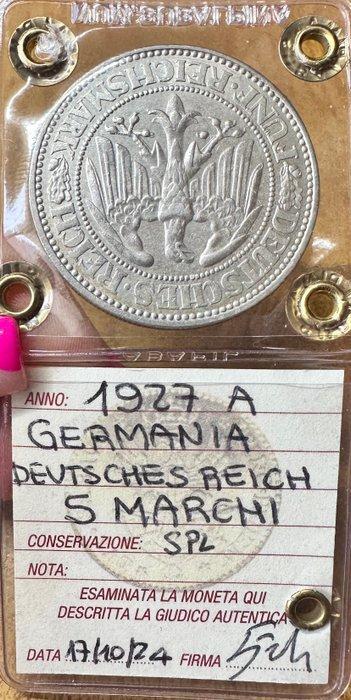 DEUTSCHES REICH
FÜNF REICHSMARK
ANNO: 1927 A
GERMANIA
DEUTSCHES REICH
5 MARCHI
CONSERVAZIONE: SPL
NOTA:
ESAMINATA LA MONETA QUI
DESCRITTA LA GIUDICO AUTENTICA
DATA 17/10/24 FIRMA